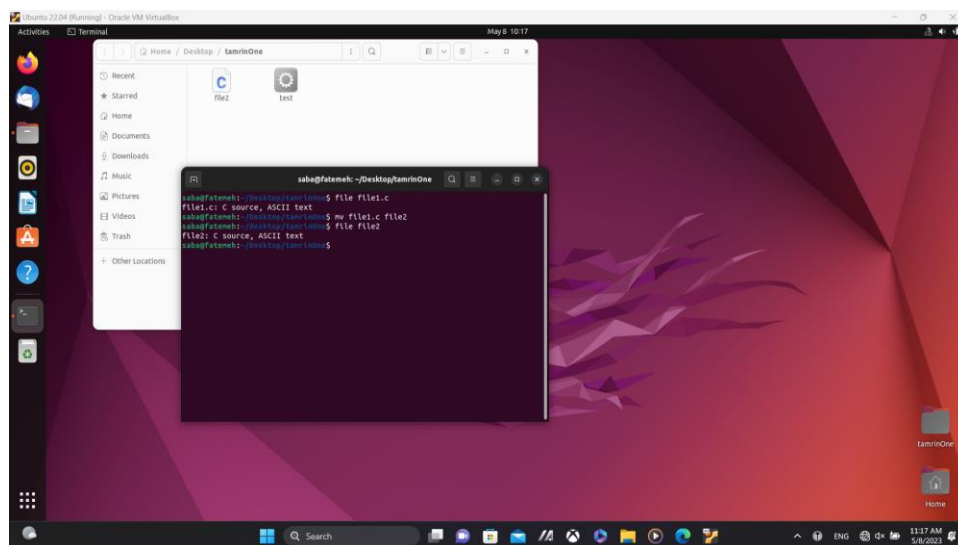 Ubuntu 22.04 (Running) - Oracle VM VirtualBox
Activities
Terminal
May 8 10:17
Home / Desktop / tamrinOne
Recent
Starred
Home
Documents
Downloads
Music
Pictures
Videos
Trash
+ Other Locations
file2
test
saba@fatemeh: ~/Desktop/tamrinOne
saba@fatemeh:~/Desktop/tamrinOne$ file file1.c
file1.c: C source, ASCII text
saba@fatemeh:~/Desktop/tamrinOne$ mv file1.c file2
saba@fatemeh:~/Desktop/tamrinOne$ file file2
file2: C source, ASCII text
saba@fatemeh:~/Desktop/tamrinOne$
tamrinOne
Home
Search
ENG
11:17 AM
5/8/2023